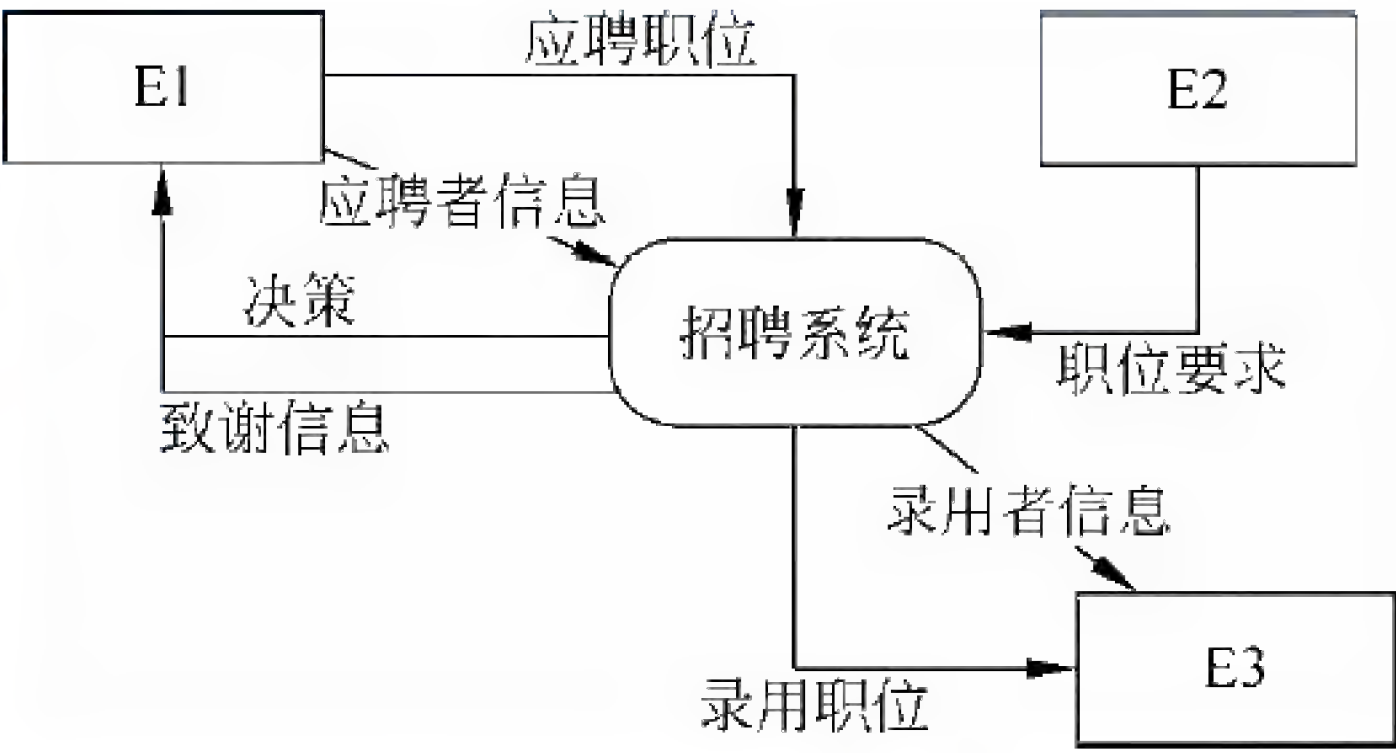 应聘职位
E1
E2
应聘者信息
决策
招聘系统
职位要求
致谢信息
录用者信息
E3
录用职位